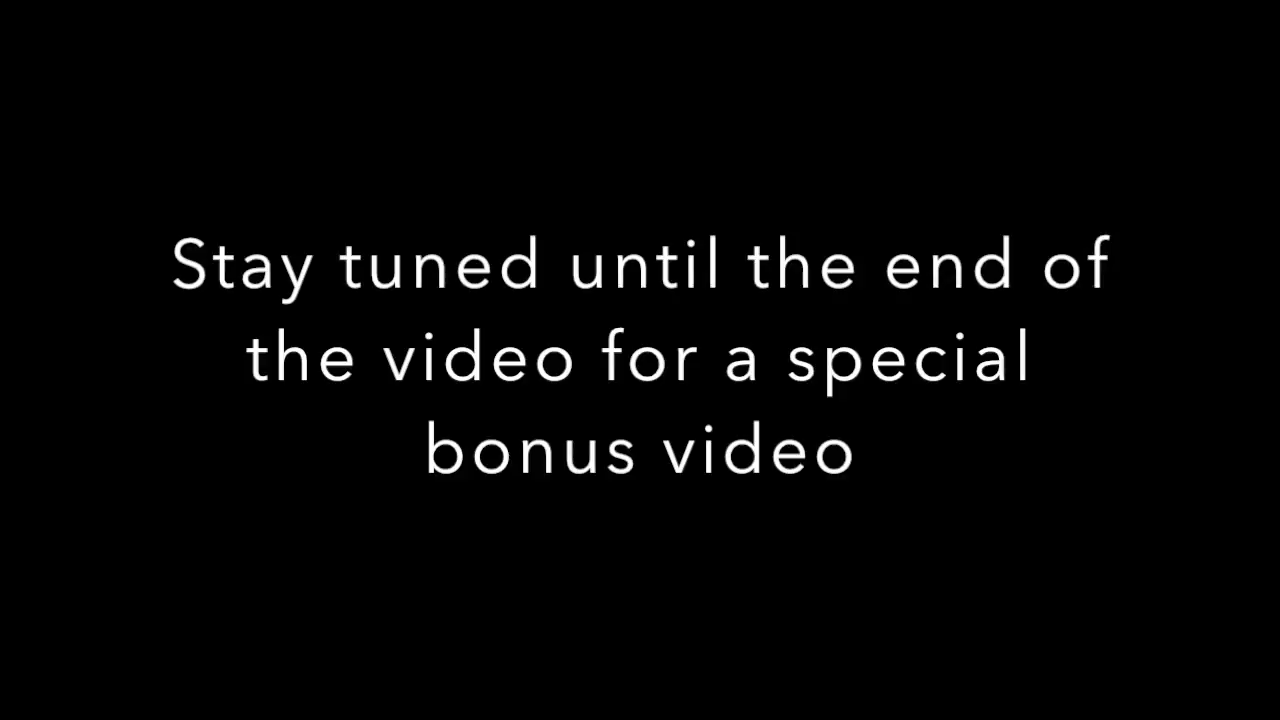 Stay tuned until the end of
the video for a special
bonus video